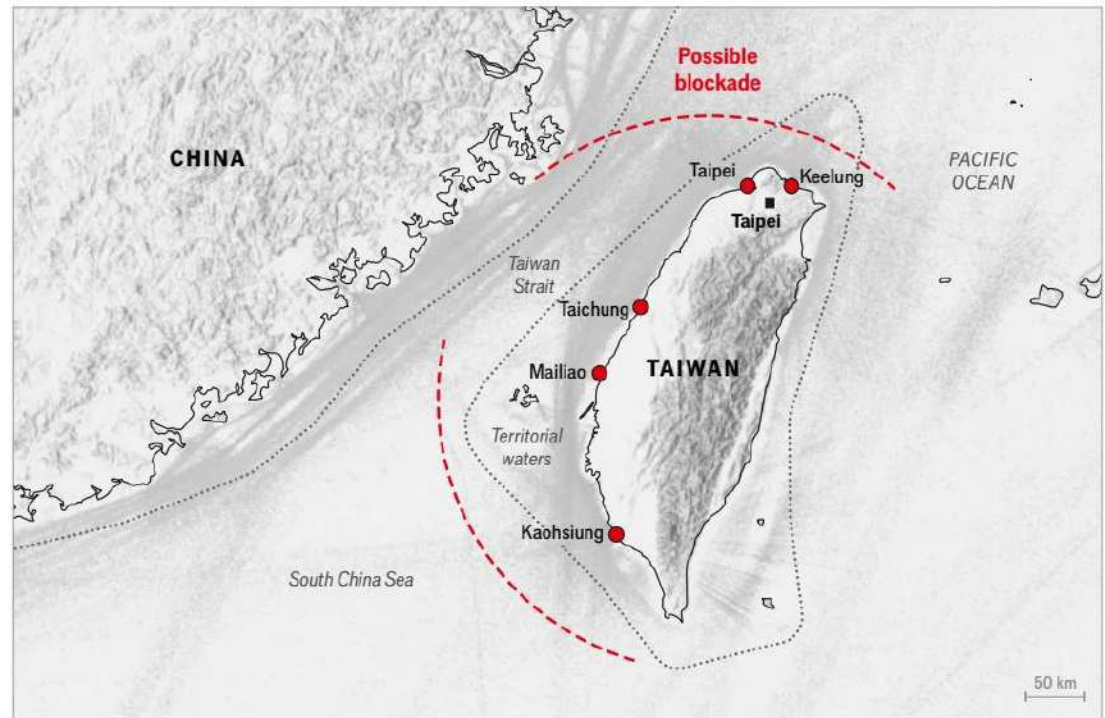 Possible
blockade
CHINA
PACIFIC
OCEAN
Taipei
Keelung
Taipei
Taiwan
Strait
Taichung
Mailiao
TAIWAN
Territorial
waters
Kaohsiung
South China Sea
50 km